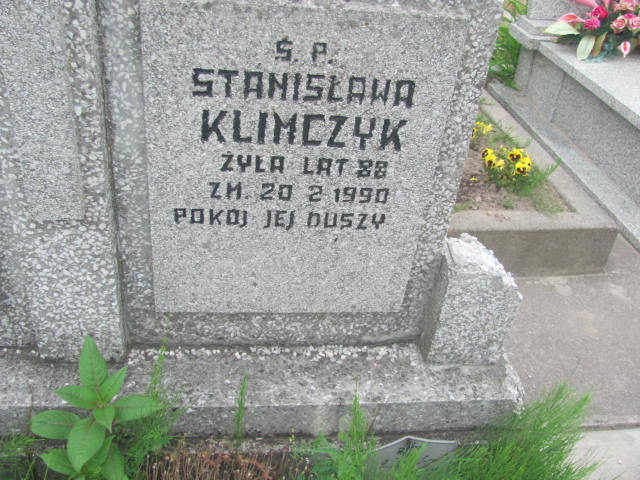 Ś. P.
STANISŁAWA
KLIMCZYK
ŻYŁA LAT 88
ZM. 20 2 1990
POKÓJ JEJ DUSZY